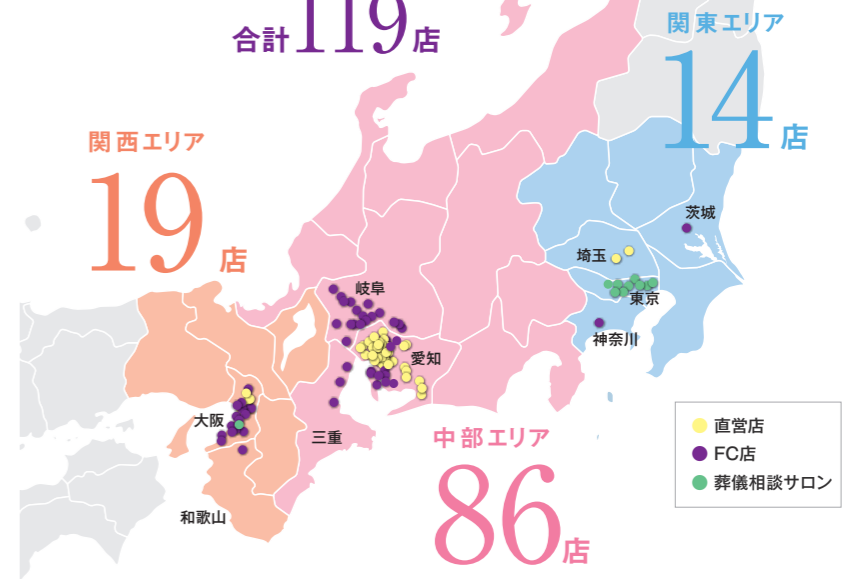 合計119店
関東エリア
14店
関西エリア
19店
茨城
埼玉
東京
神奈川
岐阜
愛知
大阪
三重
和歌山
中部エリア
86店
直営店
FC店
葬儀相談サロン